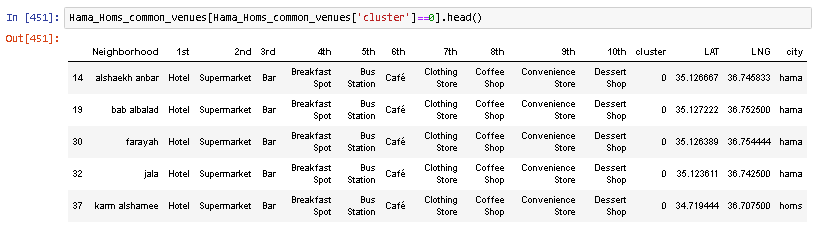 In [451]: Hama_Homs_common_venues[Hama_Homs_common_venues['cluster']==0].head()
Out[451]:
Neighborhood 1st 2nd 3rd 4th 5th 6th 7th 8th 9th 10th cluster LAT LNG city
14 alshaekh anbar Hotel Supermarket Bar Breakfast Spot Bus Station Café Clothing Store Coffee Shop Convenience Store Dessert Shop 0 35.126667 36.745833 hama
19 bab albalad Hotel Supermarket Bar Breakfast Spot Bus Station Café Clothing Store Coffee Shop Convenience Store Dessert Shop 0 35.127222 36.752500 hama
30 farayah Hotel Supermarket Bar Breakfast Spot Bus Station Café Clothing Store Coffee Shop Convenience Store Dessert Shop 0 35.126389 36.754444 hama
32 jala Hotel Supermarket Bar Breakfast Spot Bus Station Café Clothing Store Coffee Shop Convenience Store Dessert Shop 0 35.123611 36.742500 hama
37 karm alshamee Hotel Supermarket Bar Breakfast Spot Bus Station Café Clothing Store Coffee Shop Convenience Store Dessert Shop 0 34.719444 36.707500 homs